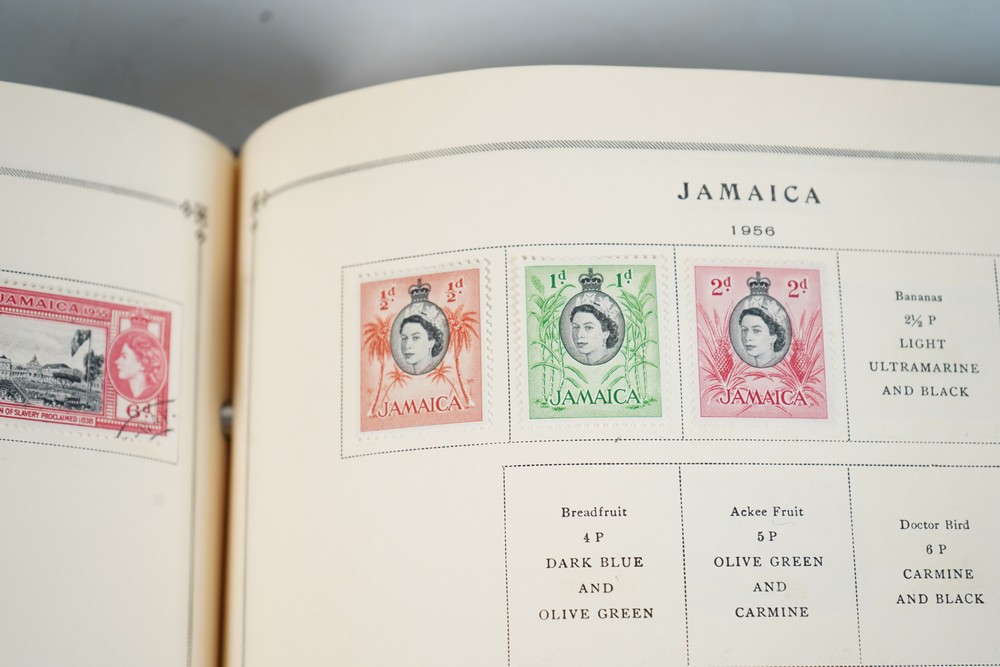 JAMAICA 1955
N OF SLAVERY PROCLAIMED 1838
6d
JAMAICA
1956
½d ½d
JAMAICA
1d 1d
JAMAICA
2d 2d
JAMAICA
Bananas
2½ P
LIGHT
ULTRAMARINE
AND BLACK
Breadfruit
4 P
DARK BLUE
AND
OLIVE GREEN
Ackee Fruit
5 P
OLIVE GREEN
AND
CARMINE
Doctor Bird
6 P
CARMINE
AND BLACK